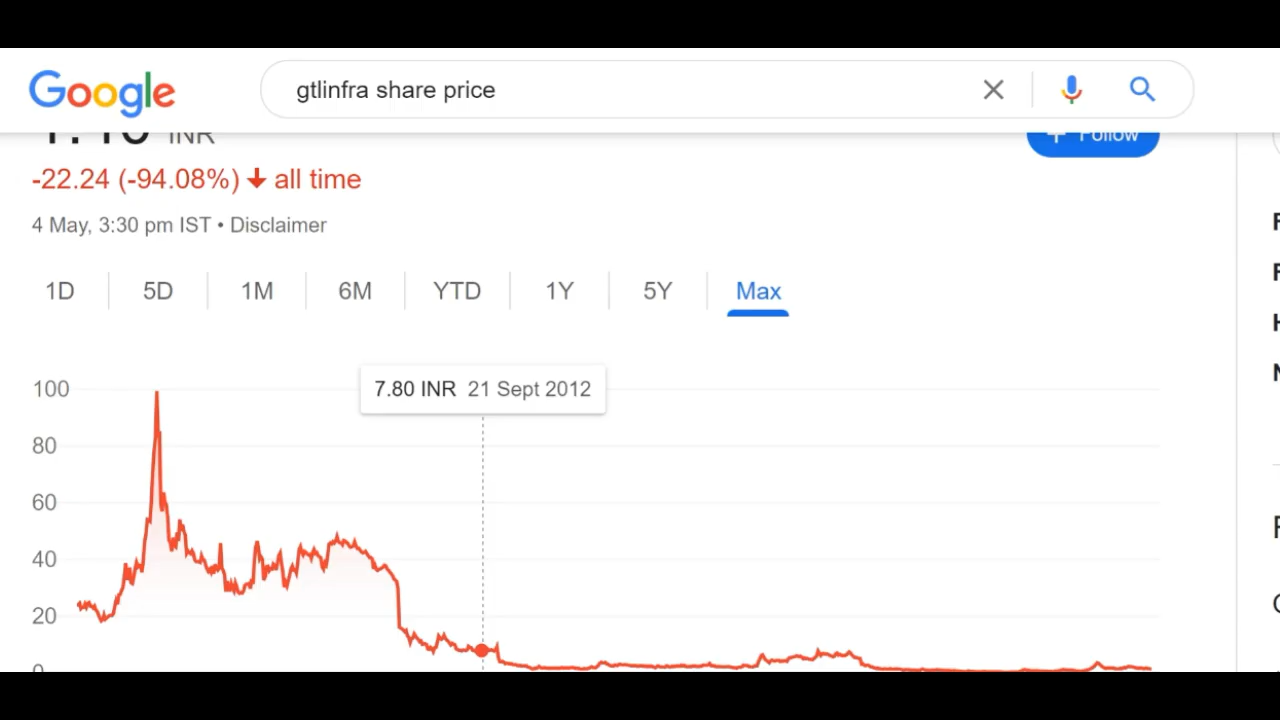 Google
gtlinfra share price
INR
+ Follow
-22.24 (-94.08%) ↓ all time
4 May, 3:30 pm IST • Disclaimer
1D 5D 1M 6M YTD 1Y 5Y Max
7.80 INR 21 Sept 2012
100
80
60
40
20